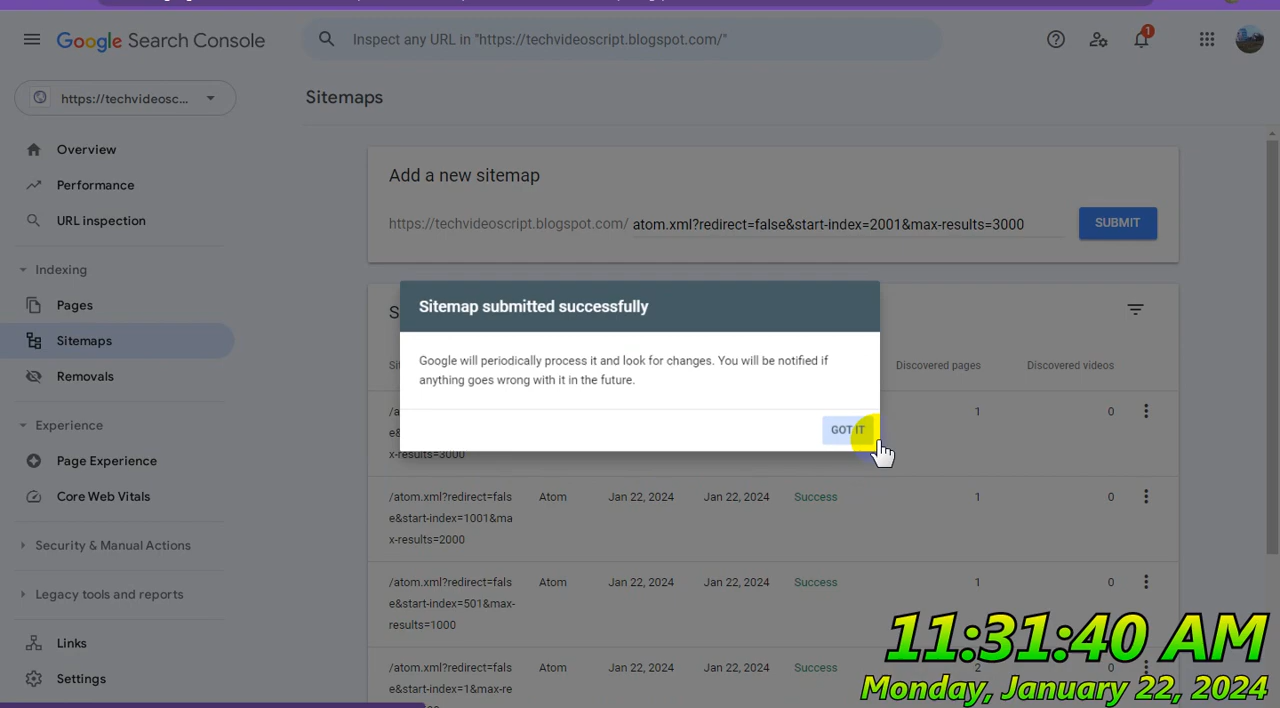 Google Search Console
Inspect any URL in "https://techvideoscript.blogspot.com/"
1
https://techvideosc...
Sitemaps
Overview
Performance
URL inspection
Indexing
Pages
Sitemaps
Removals
Experience
Page Experience
Core Web Vitals
Security & Manual Actions
Legacy tools and reports
Links
Settings
Add a new sitemap
https://techvideoscript.blogspot.com/ atom.xml?redirect=false&start-index=2001&max-results=3000 SUBMIT
Sitemap submitted successfully
Google will periodically process it and look for changes. You will be notified if
anything goes wrong with it in the future.
GOT IT
Discovered pages Discovered videos
1 0
x-results=3000
/atom.xml?redirect=fals Atom Jan 22, 2024 Jan 22, 2024 Success 1 0
e&start-index=1001&ma
x-results=2000
/atom.xml?redirect=fals Atom Jan 22, 2024 Jan 22, 2024 Success 1 0
e&start-index=501&max-
results=1000
/atom.xml?redirect=fals Atom Jan 22, 2024 Jan 22, 2024 Success 2 0
e&start-index=1&max-re
11:31:40 AM
Monday, January 22, 2024